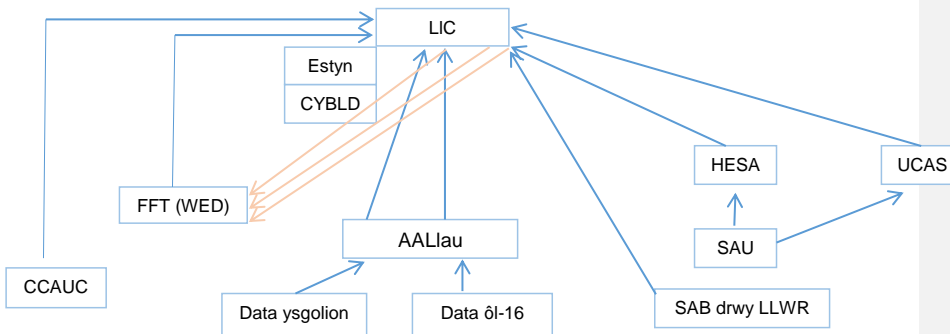 LIC
Estyn
CYBLD
HESA
UCAS
FFT (WED)
AALlau
SAU
CCAUC
Data ysgolion
Data ôl-16
SAB drwy LLWR